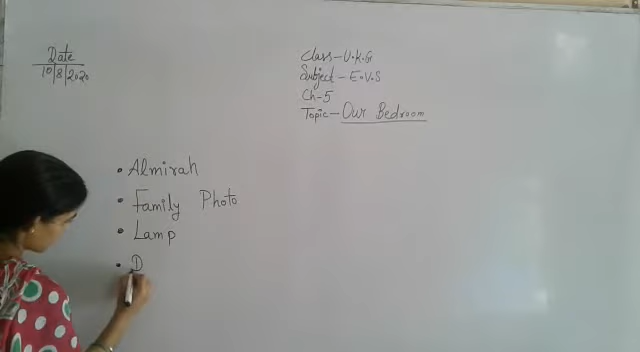 Date
10/8/2020
Class-U.K.G
Subject-E.V.S
Ch-5
Topic-Our Bedroom
• Almirah
• Family Photo
• Lamp
• D